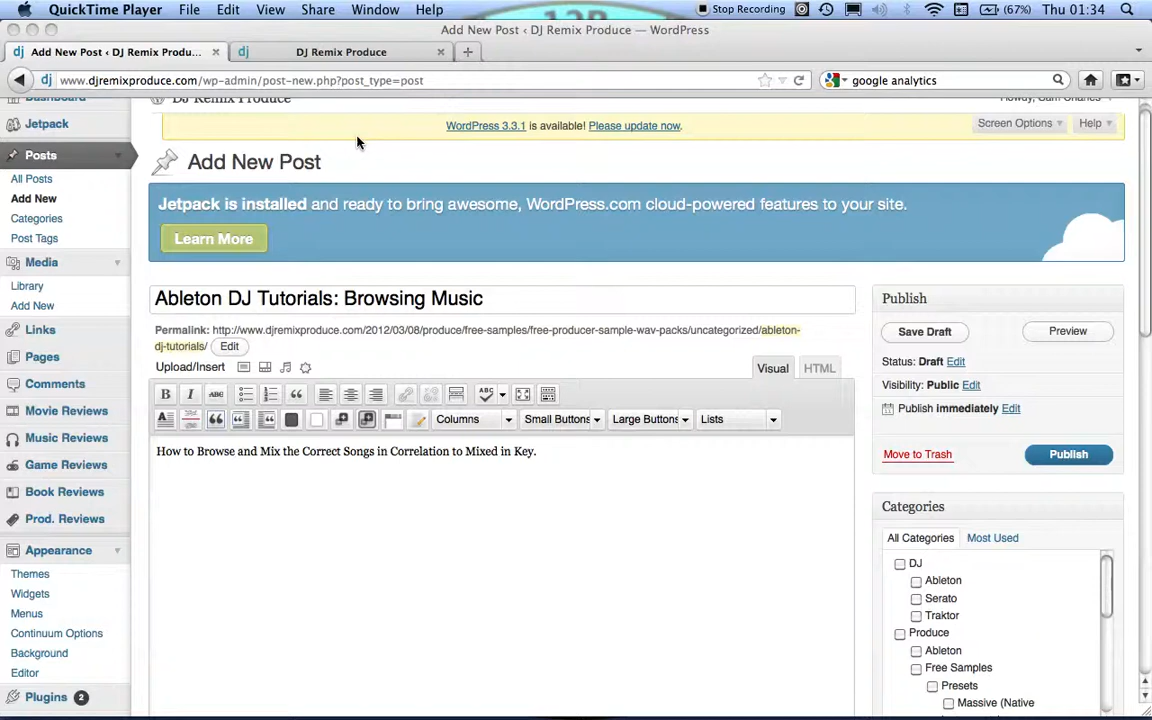 QuickTime Player File Edit View Share Window Help Stop Recording (67%) Thu 01:34
Add New Post ‹ DJ Remix Produce — WordPress
dj Add New Post ‹ DJ Remix Produ... dj DJ Remix Produce
dj www.djremixproduce.com/wp-admin/post-new.php?post_type=post google analytics
Dashboard
Jetpack
Posts
All Posts
Add New
Categories
Post Tags
Media
Library
Add New
Links
Pages
Comments
Movie Reviews
Music Reviews
Game Reviews
Book Reviews
Prod. Reviews
Appearance
Themes
Widgets
Menus
Continuum Options
Background
Editor
Plugins 2
DJ Remix Produce
WordPress 3.3.1 is available! Please update now.
Screen Options Help
Add New Post
Jetpack is installed and ready to bring awesome, WordPress.com cloud-powered features to your site.
Learn More
Ableton DJ Tutorials: Browsing Music
Permalink: http://www.djremixproduce.com/2012/03/08/produce/free-samples/free-producer-sample-wav-packs/uncategorized/ableton-
dj-tutorials/ Edit
Upload/Insert Visual HTML
B I ABC ABC
A Columns Small Buttons Large Buttons Lists
How to Browse and Mix the Correct Songs in Correlation to Mixed in Key.
Publish
Save Draft Preview
Status: Draft Edit
Visibility: Public Edit
Publish immediately Edit
Move to Trash Publish
Categories
All Categories Most Used
DJ
Ableton
Serato
Traktor
Produce
Ableton
Free Samples
Presets
Massive (Native